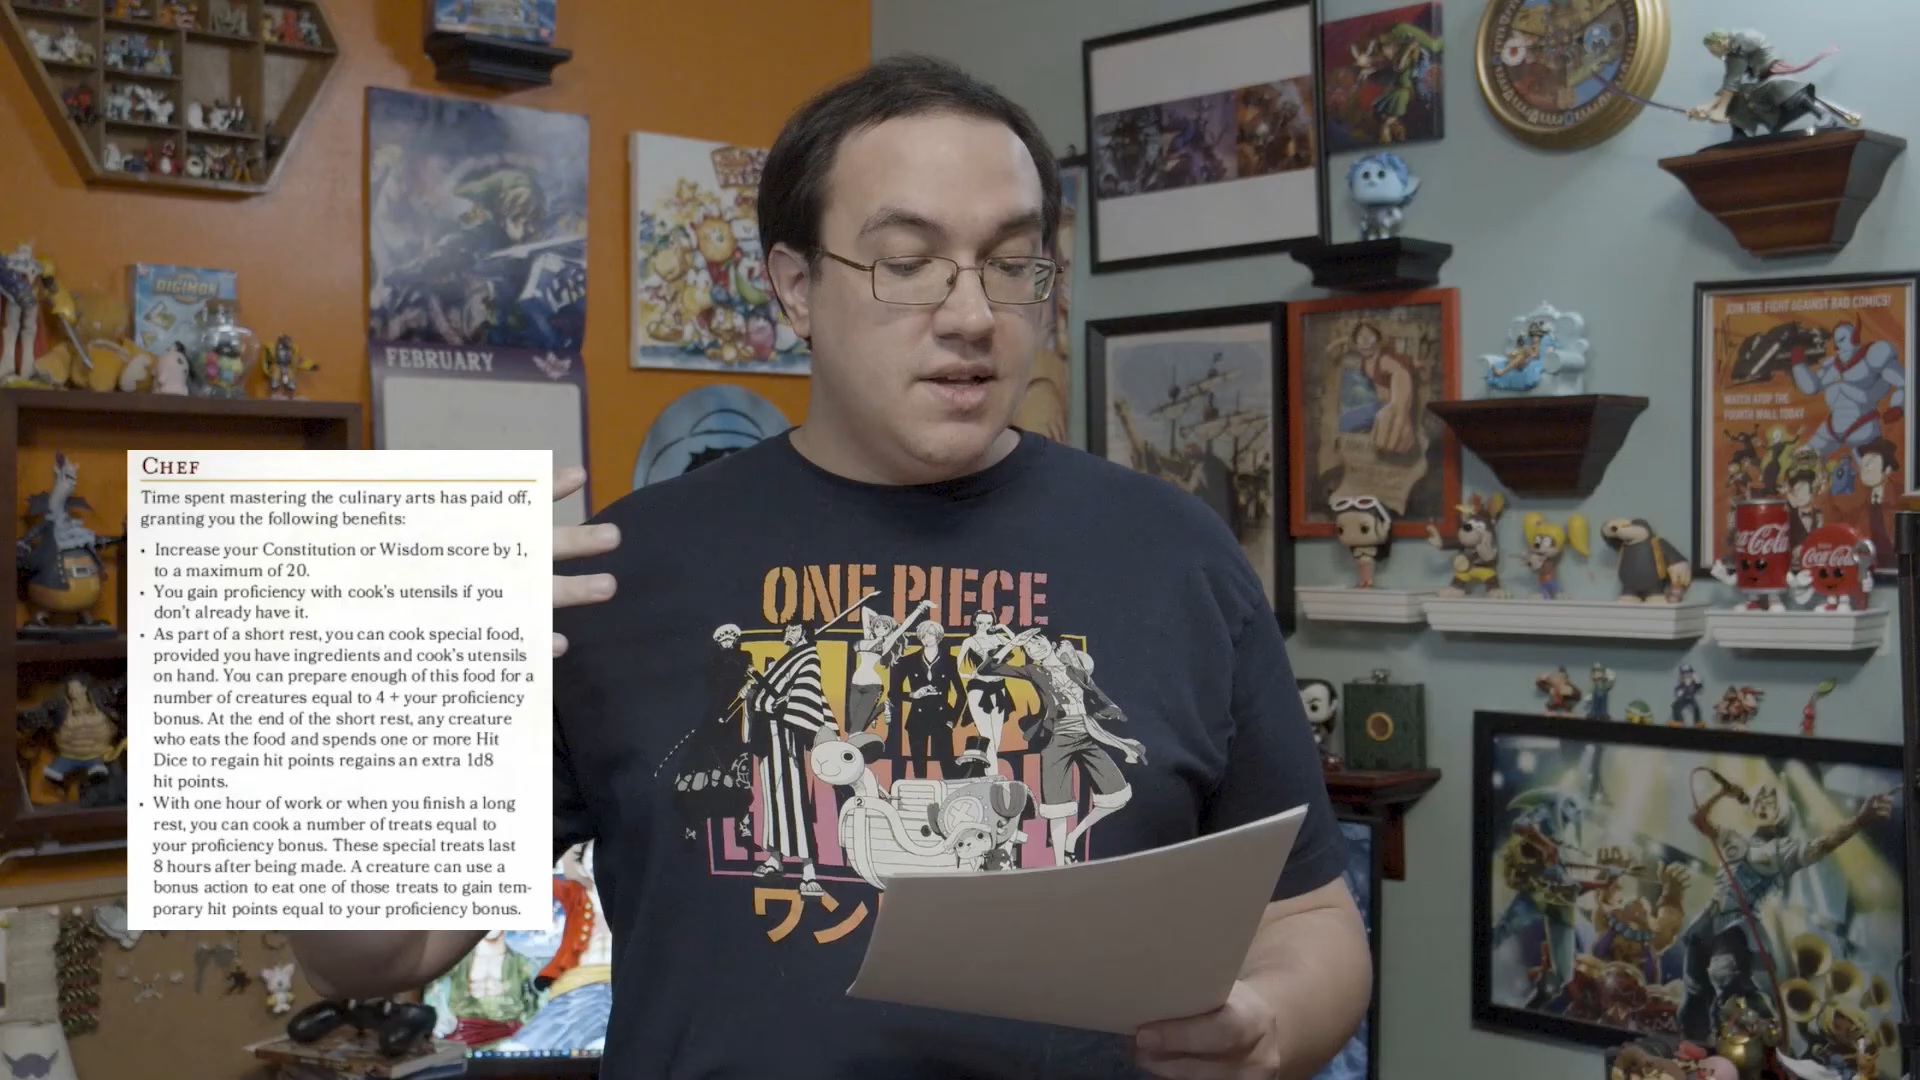 DIGIMON
FEBRUARY
JOIN THE FIGHT AGAINST BAD COMICS!
WATCH ATOP THE
FOURTH WALL TODAY
Coca-Cola
Coca-Cola
CHEF
Time spent mastering the culinary arts has paid off,
granting you the following benefits:
• Increase your Constitution or Wisdom score by 1,
to a maximum of 20.
• You gain proficiency with cook's utensils if you
don't already have it.
• As part of a short rest, you can cook special food,
provided you have ingredients and cook's utensils
on hand. You can prepare enough of this food for a
number of creatures equal to 4 + your proficiency
bonus. At the end of the short rest, any creature
who eats the food and spends one or more Hit
Dice to regain hit points regains an extra 1d8
hit points.
• With one hour of work or when you finish a long
rest, you can cook a number of treats equal to
your proficiency bonus. These special treats last
8 hours after being made. A creature can use a
bonus action to eat one of those treats to gain tem-
porary hit points equal to your proficiency bonus.
ONE PIECE
ワン